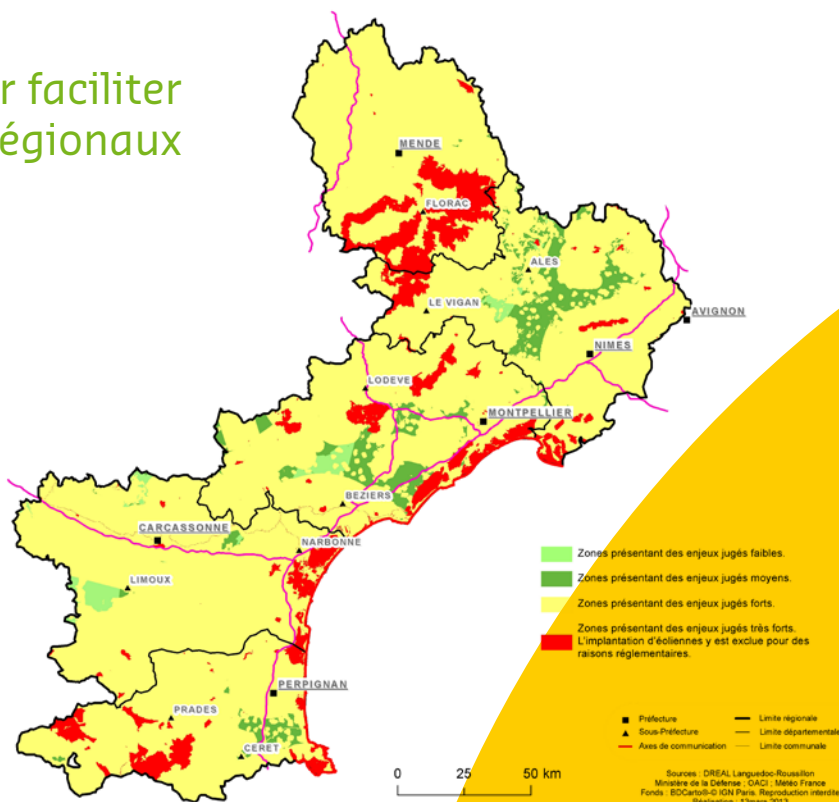 r faciliter
égionaux
MENDE
FLORAC
ALES
LE VIGAN
AVIGNON
NIMES
LODEVE
MONTPELLIER
BEZIERS
CARCASSONNE
NARBONNE
LIMOUX
Zones présentant des enjeux jugés faibles.
Zones présentant des enjeux jugés moyens.
Zones présentant des enjeux jugés forts.
Zones présentant des enjeux jugés très forts.
L'implantation d'éoliennes y est exclue pour des
raisons réglementaires.
PERPIGNAN
PRADES
CERET
Préfecture
Sous-Préfecture
Axes de communication
Limite régionale
Limite départementale
Limite communale
0 25 50 km
Sources : DREAL Languedoc-Roussillon
Ministère de la Défense ; OACI ; Météo France
Fonds : BDCarto®-© IGN Paris. Reproduction interdite